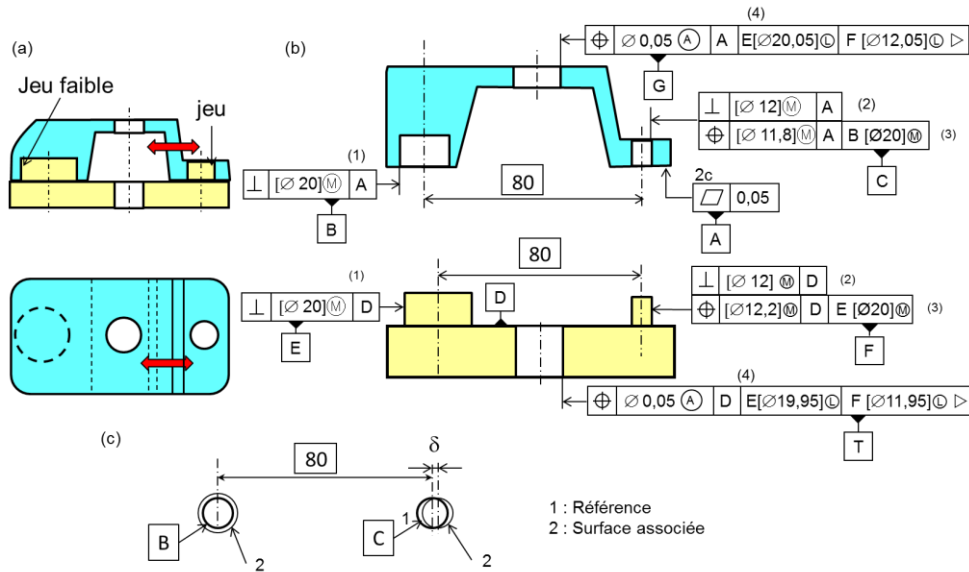 (a)
Jeu faible
jeu
(b)
(4)
⌖ ∅ 0,05 Ⓐ A E[∅20,05]Ⓛ F [∅12,05]Ⓛ ▷
G
⊥ [∅ 12]Ⓜ A (2)
⌖ [∅ 11,8]Ⓜ A B [Ø20]Ⓜ (3)
C
(1)
⊥ [∅ 20]Ⓜ A
B
80
2c
⏥ 0,05
A
80
(1)
⊥ [∅ 20]Ⓜ D
E
D
⊥ [∅ 12] Ⓜ D (2)
⌖ [∅12,2]Ⓜ D E [Ø20]Ⓜ (3)
F
(4)
⌖ ∅ 0,05 Ⓐ D E[∅19,95]Ⓛ F [∅11,95]Ⓛ ▷
T
(c)
80
δ
B
2
1
C
2
1 : Référence
2 : Surface associée